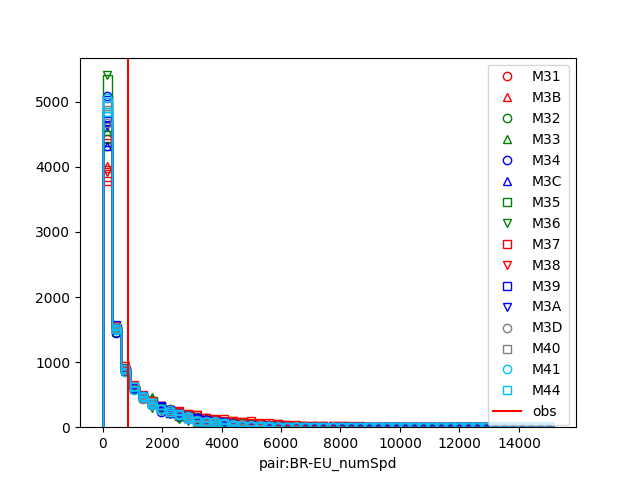 5000
4000
3000
2000
1000
0
0
2000
4000
6000
8000
10000
12000
14000
pair:BR-EU_numSpd
M31
M3B
M32
M33
M34
M3C
M35
M36
M37
M38
M39
M3A
M3D
M40
M41
M44
obs